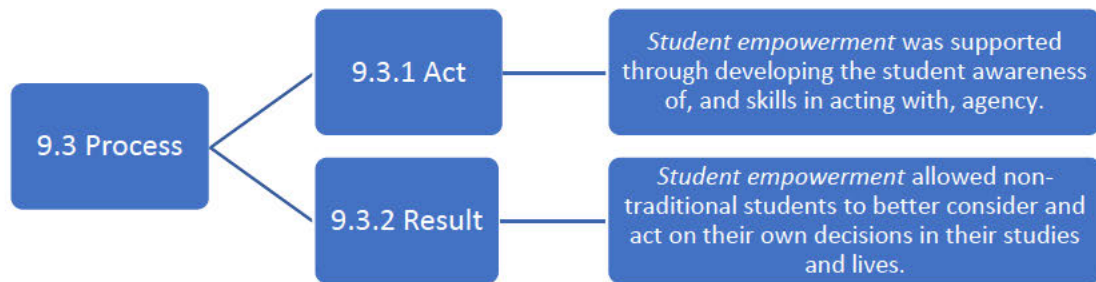 9.3 Process
9.3.1 Act
Student empowerment was supported
through developing the student awareness
of, and skills in acting with, agency.
9.3.2 Result
Student empowerment allowed non-
traditional students to better consider and
act on their own decisions in their studies
and lives.